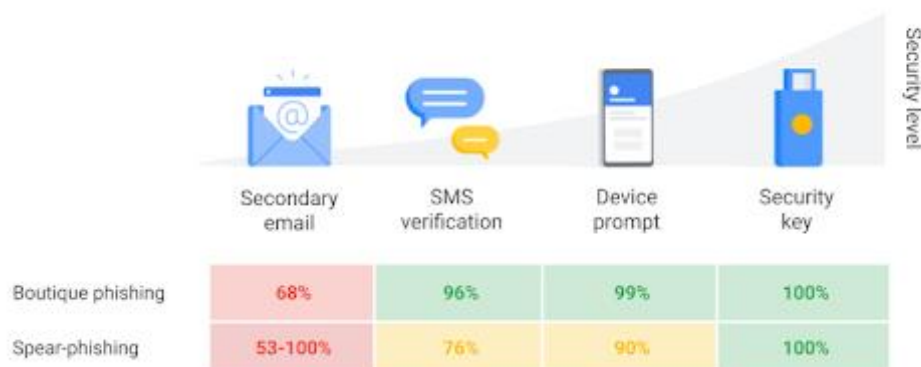 Security level
@
Secondary
email
SMS
verification
Device
prompt
Security
key
Boutique phishing
68%
96%
99%
100%
Spear-phishing
53-100%
76%
90%
100%